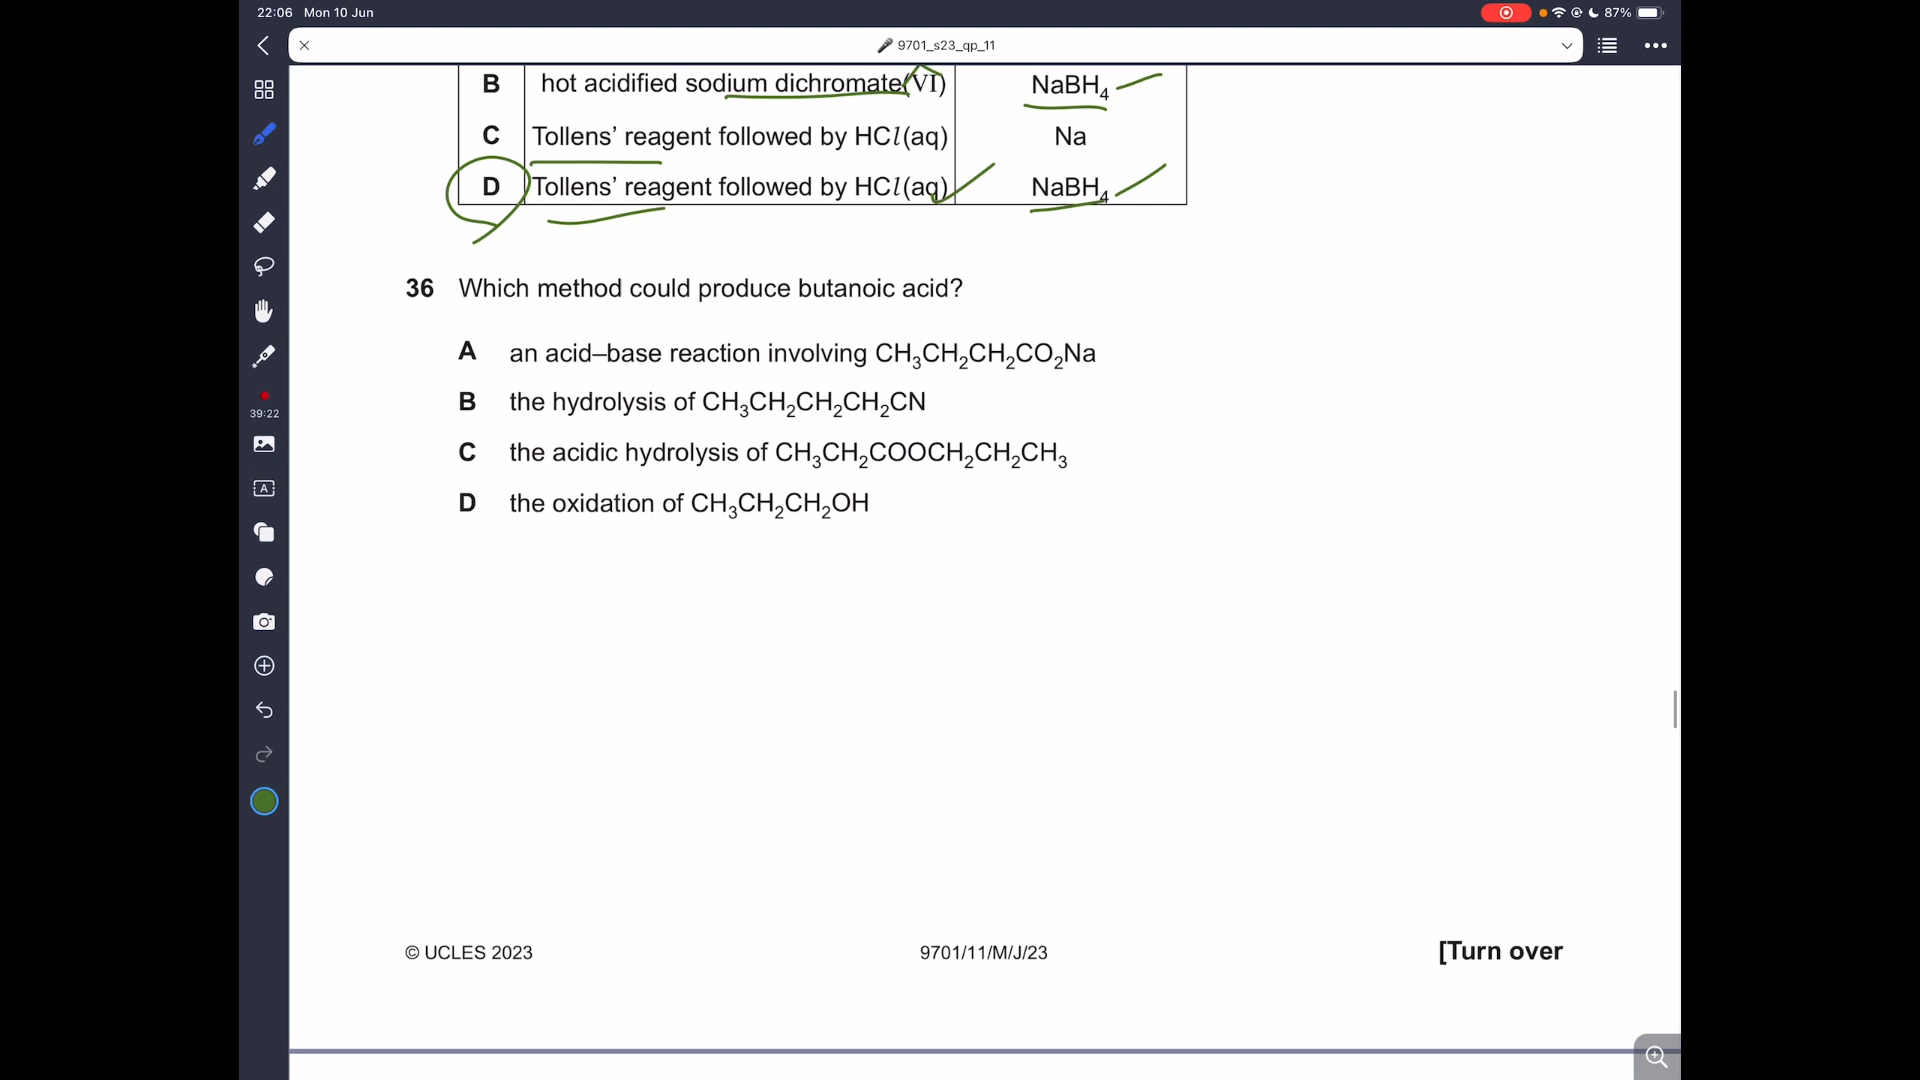 22:06 Mon 10 Jun
87%
9701_s23_qp_11
B hot acidified sodium dichromate(VI) NaBH4
C Tollens’ reagent followed by HCl(aq) Na
D Tollens’ reagent followed by HCl(aq) NaBH4
36 Which method could produce butanoic acid?
A an acid–base reaction involving CH3CH2CH2CO2Na
B the hydrolysis of CH3CH2CH2CH2CN
C the acidic hydrolysis of CH3CH2COOCH2CH2CH3
D the oxidation of CH3CH2CH2OH
39:22
A
© UCLES 2023 9701/11/M/J/23 [Turn over